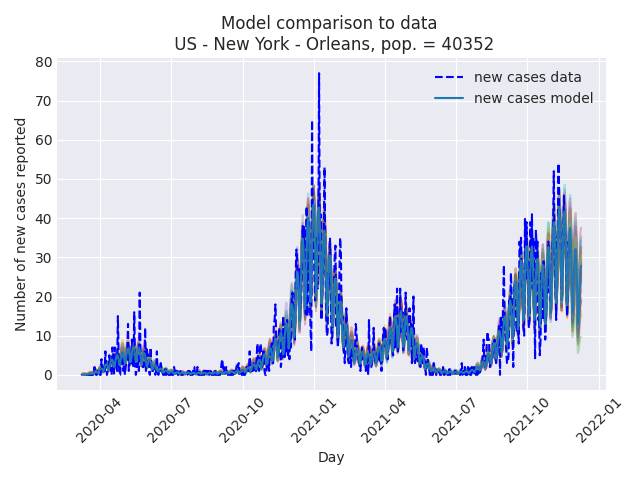 Model comparison to data
US - New York - Orleans, pop. = 40352
new cases data
new cases model
Number of new cases reported
80
70
60
50
40
30
20
10
0
2020-04
2020-07
2020-10
2021-01
2021-04
2021-07
2021-10
2022-01
Day